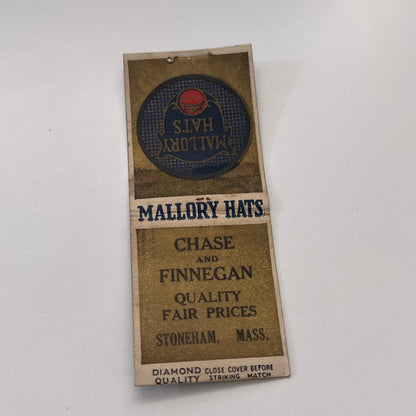 MALLORY
HATS
MALLORY HATS
CHASE
AND
FINNEGAN
QUALITY
FAIR PRICES
STONEHAM, MASS.
DIAMOND CLOSE COVER BEFORE
QUALITY STRIKING MATCH